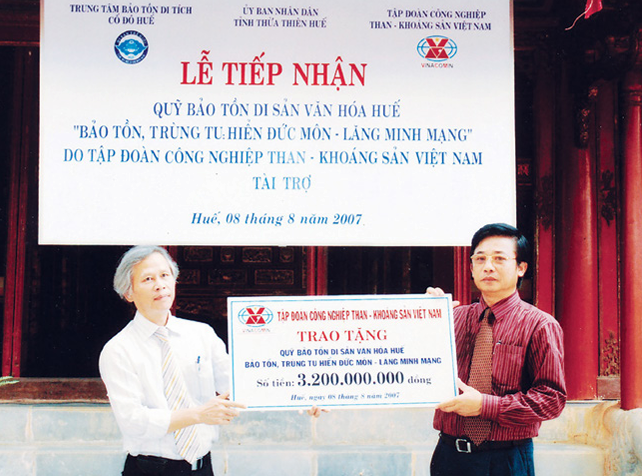 TRUNG TÂM BẢO TỒN DI TÍCH
CỐ ĐÔ HUẾ
ỦY BAN NHÂN DÂN
TỈNH THỪA THIÊN HUẾ
TẬP ĐOÀN CÔNG NGHIỆP
THAN - KHOÁNG SẢN VIỆT NAM
VINACOMIN
LỄ TIẾP NHẬN
QUỸ BẢO TỒN DI SẢN VĂN HÓA HUẾ
"BẢO TỒN, TRÙNG TU HIỂN ĐỨC MÔN - LĂNG MINH MẠNG"
DO TẬP ĐOÀN CÔNG NGHIỆP THAN - KHOÁNG SẢN VIỆT NAM
TÀI TRỢ
Huế, 08 tháng 8 năm 2007
VINACOMIN
TẬP ĐOÀN CÔNG NGHIỆP THAN - KHOÁNG SẢN VIỆT NAM
TRAO TẶNG
QUỸ BẢO TỒN DI SẢN VĂN HÓA HUẾ
BẢO TỒN, TRÙNG TU HIỂN ĐỨC MÔN - LĂNG MINH MẠNG
Số tiền: 3.200.000.000 đồng
Huế, ngày 08 tháng 8 năm 2007